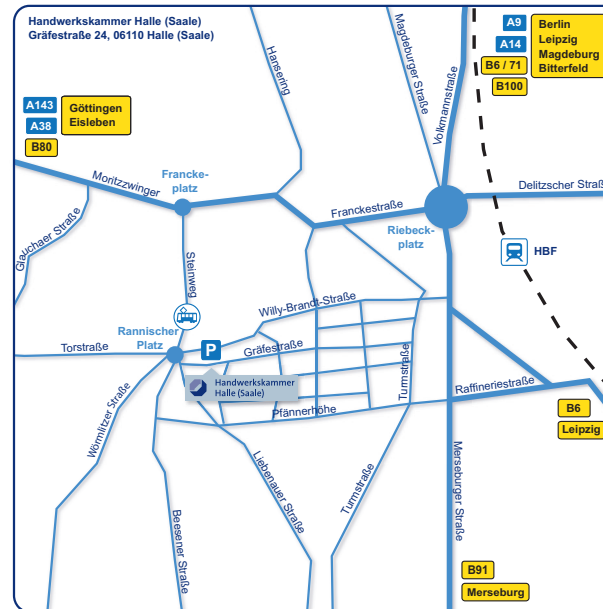 Handwerkskammer Halle (Saale)
Gräfestraße 24, 06110 Halle (Saale)
A9
A14
B6 / 71
B100
Berlin
Leipzig
Magdeburg
Bitterfeld
A143
A38
B80
Göttingen
Eisleben
Hansering
Magdeburger Straße
Volkmannstraße
Moritzzwinger
Francke-
platz
Franckestraße
Delitzscher Straß
Riebeck-
platz
Glauchaer Straße
Steinweg
HBF
Willy-Brandt-Straße
Rannischer
Platz
Torstraße
P
Gräfestraße
Turmstraße
Handwerkskammer
Halle (Saale)
Raffineriestraße
Pfännerhöhe
B6
Leipzig
Wörmlitzer Straße
Beesener Straße
Liebenauer Straße
Turmstraße
Merseburger Straße
B91
Merseburg